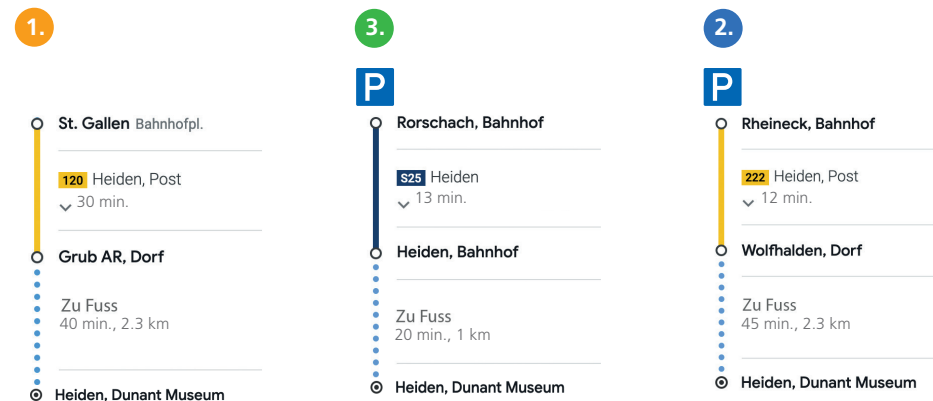 1.
St. Gallen Bahnhofpl.
120 Heiden, Post
30 min.
Grub AR, Dorf
Zu Fuss
40 min., 2.3 km
Heiden, Dunant Museum
3.
P
Rorschach, Bahnhof
S25 Heiden
13 min.
Heiden, Bahnhof
Zu Fuss
20 min., 1 km
Heiden, Dunant Museum
2.
P
Rheineck, Bahnhof
222 Heiden, Post
12 min.
Wolfhalden, Dorf
Zu Fuss
45 min., 2.3 km
Heiden, Dunant Museum